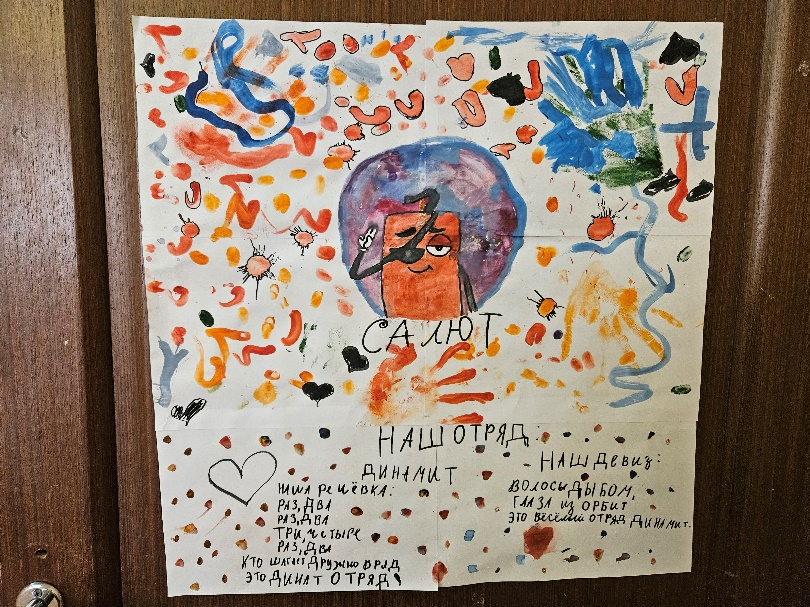 САЛЮТ
НАШ ОТРЯД
ДИНАМИТ
НАША РЕЧЁВКА:
РАЗ, ДВА
РАЗ, ДВА
ТРИ, ЧЕТЫРЕ
РАЗ, ДВА
КТО ШАГАЕТ ДРУЖНО В РЯД
ЭТО ДИНАТ ОТРЯД!
НАШ ДЕВИЗ:
ВОЛОСЫ ДЫБОМ,
ГЛАЗА ИЗ ОРБИТ
ЭТО ВЕСЁЛЫЙ ОТРЯД ДИНАМИТ.